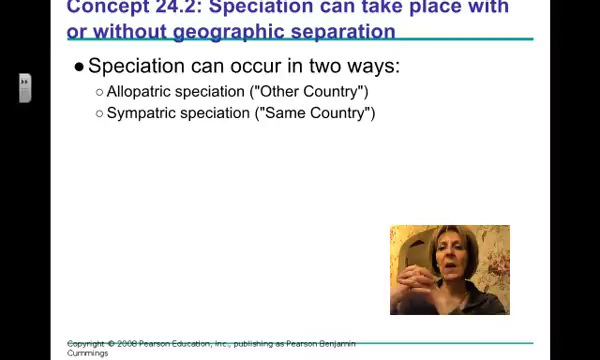 Concept 24.2: Speciation can take place with
or without geographic separation
●Speciation can occur in two ways:
○Allopatric speciation ("Other Country")
○Sympatric speciation ("Same Country")
Copyright © 2008 Pearson Education, Inc., publishing as Pearson Benjamin
Cummings